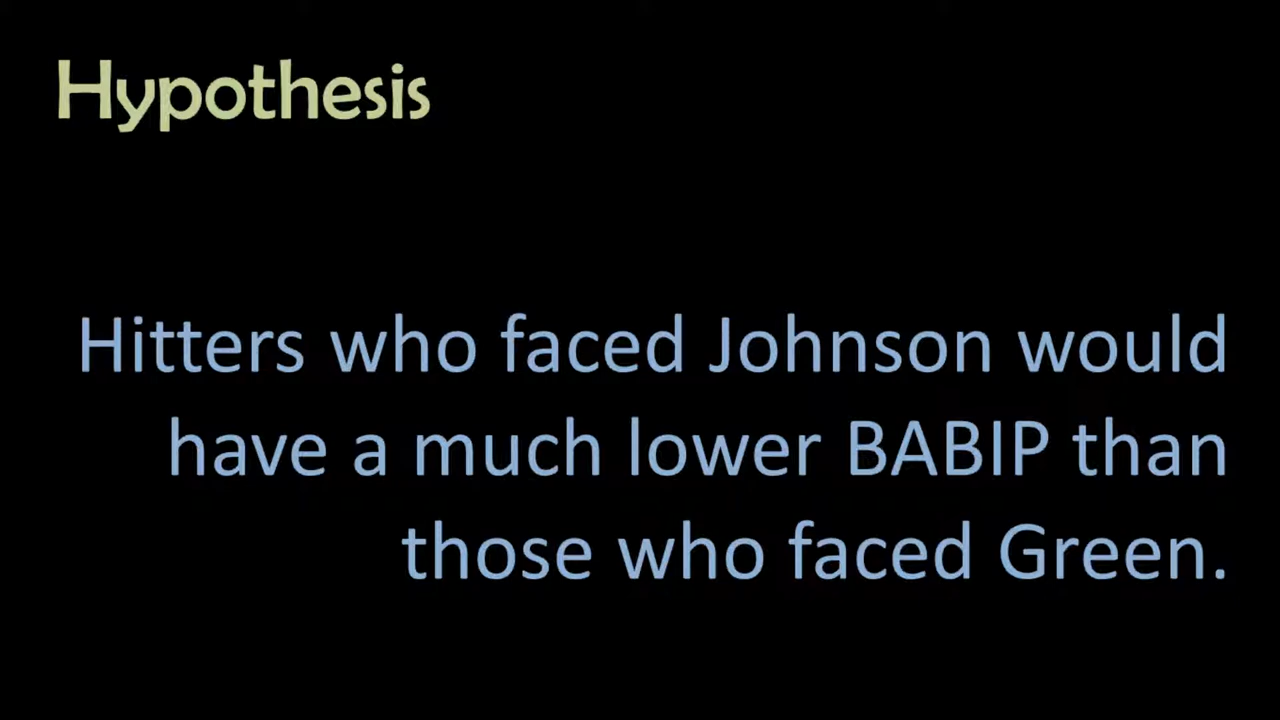 Hypothesis
Hitters who faced Johnson would
have a much lower BABIP than
those who faced Green.